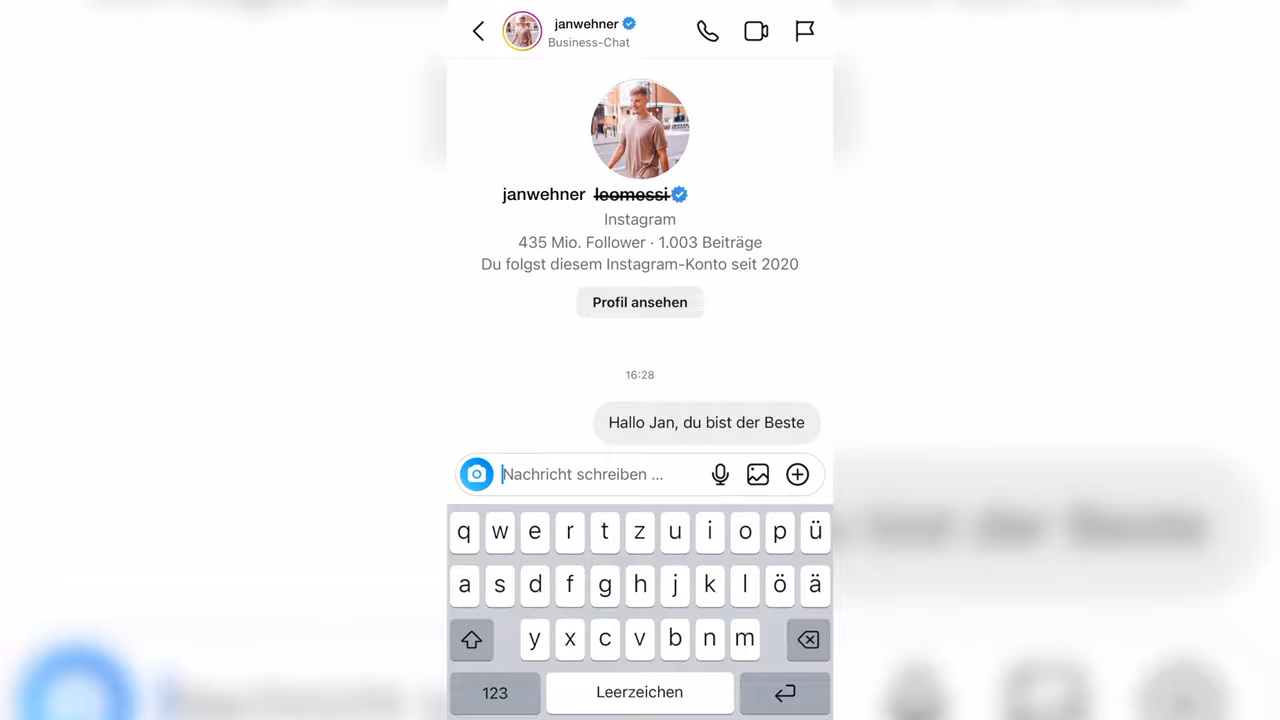 janwehner
Business-Chat
janwehner leomessi
Instagram
435 Mio. Follower · 1.003 Beiträge
Du folgst diesem Instagram-Konto seit 2020
Profil ansehen
16:28
Hallo Jan, du bist der Beste
Nachricht schreiben ...
q w e r t z u i o p ü
a s d f g h j k l ö ä
y x c v b n m
123 Leerzeichen